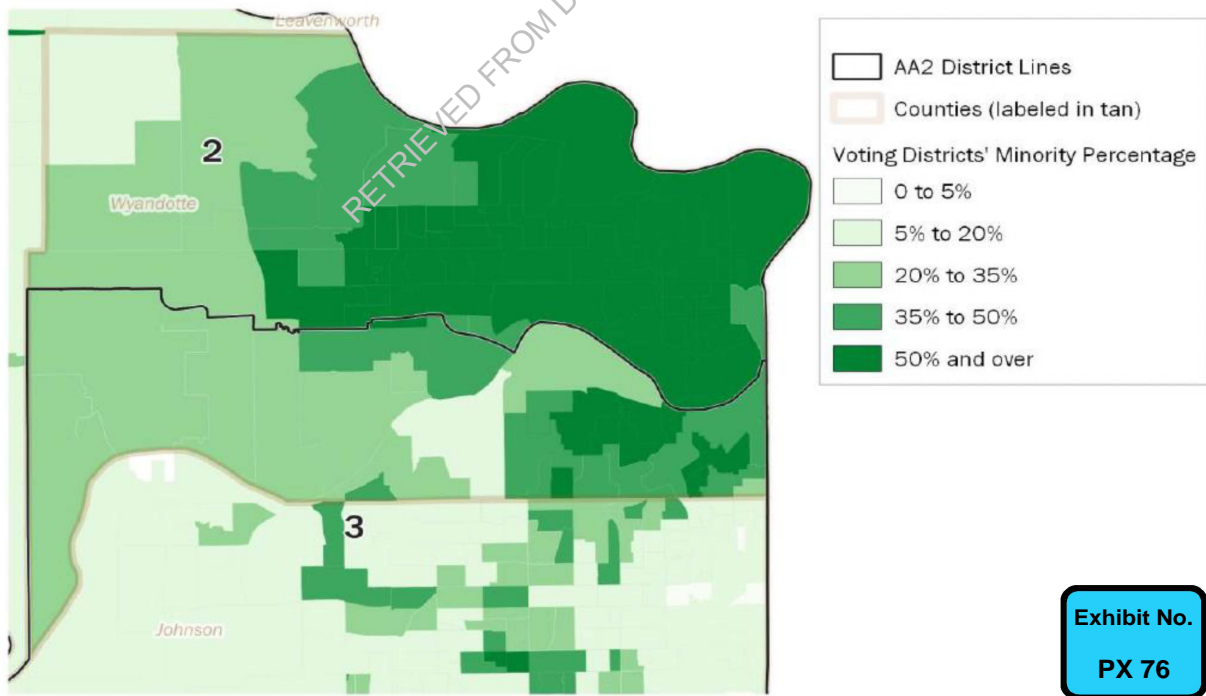 Leavenworth
RETRIEVED FROM D
2
Wyandotte
3
Johnson
AA2 District Lines
Counties (labeled in tan)
Voting Districts' Minority Percentage
0 to 5%
5% to 20%
20% to 35%
35% to 50%
50% and over
Exhibit No.
PX 76